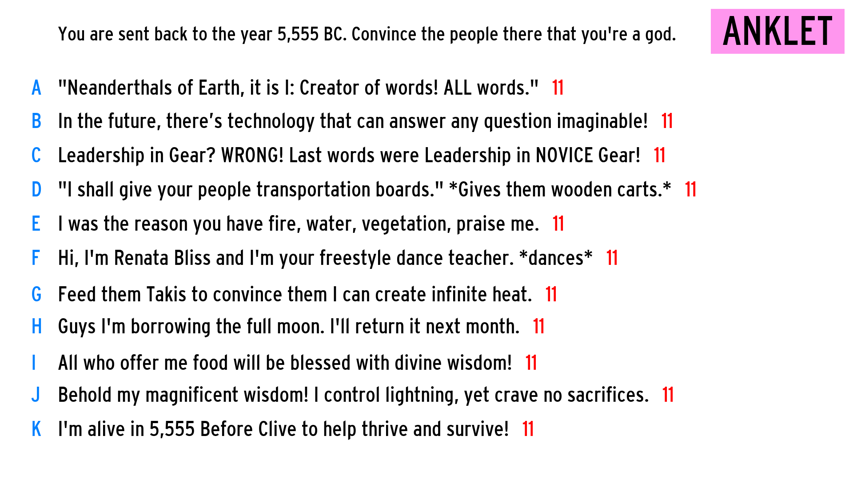 You are sent back to the year 5,555 BC. Convince the people there that you're a god.
ANKLET
A "Neanderthals of Earth, it is I: Creator of words! ALL words." 11
B In the future, there’s technology that can answer any question imaginable! 11
C Leadership in Gear? WRONG! Last words were Leadership in NOVICE Gear! 11
D "I shall give your people transportation boards." *Gives them wooden carts.* 11
E I was the reason you have fire, water, vegetation, praise me. 11
F Hi, I'm Renata Bliss and I'm your freestyle dance teacher. *dances* 11
G Feed them Takis to convince them I can create infinite heat. 11
H Guys I'm borrowing the full moon. I'll return it next month. 11
I All who offer me food will be blessed with divine wisdom! 11
J Behold my magnificent wisdom! I control lightning, yet crave no sacrifices. 11
K I'm alive in 5,555 Before Clive to help thrive and survive! 11